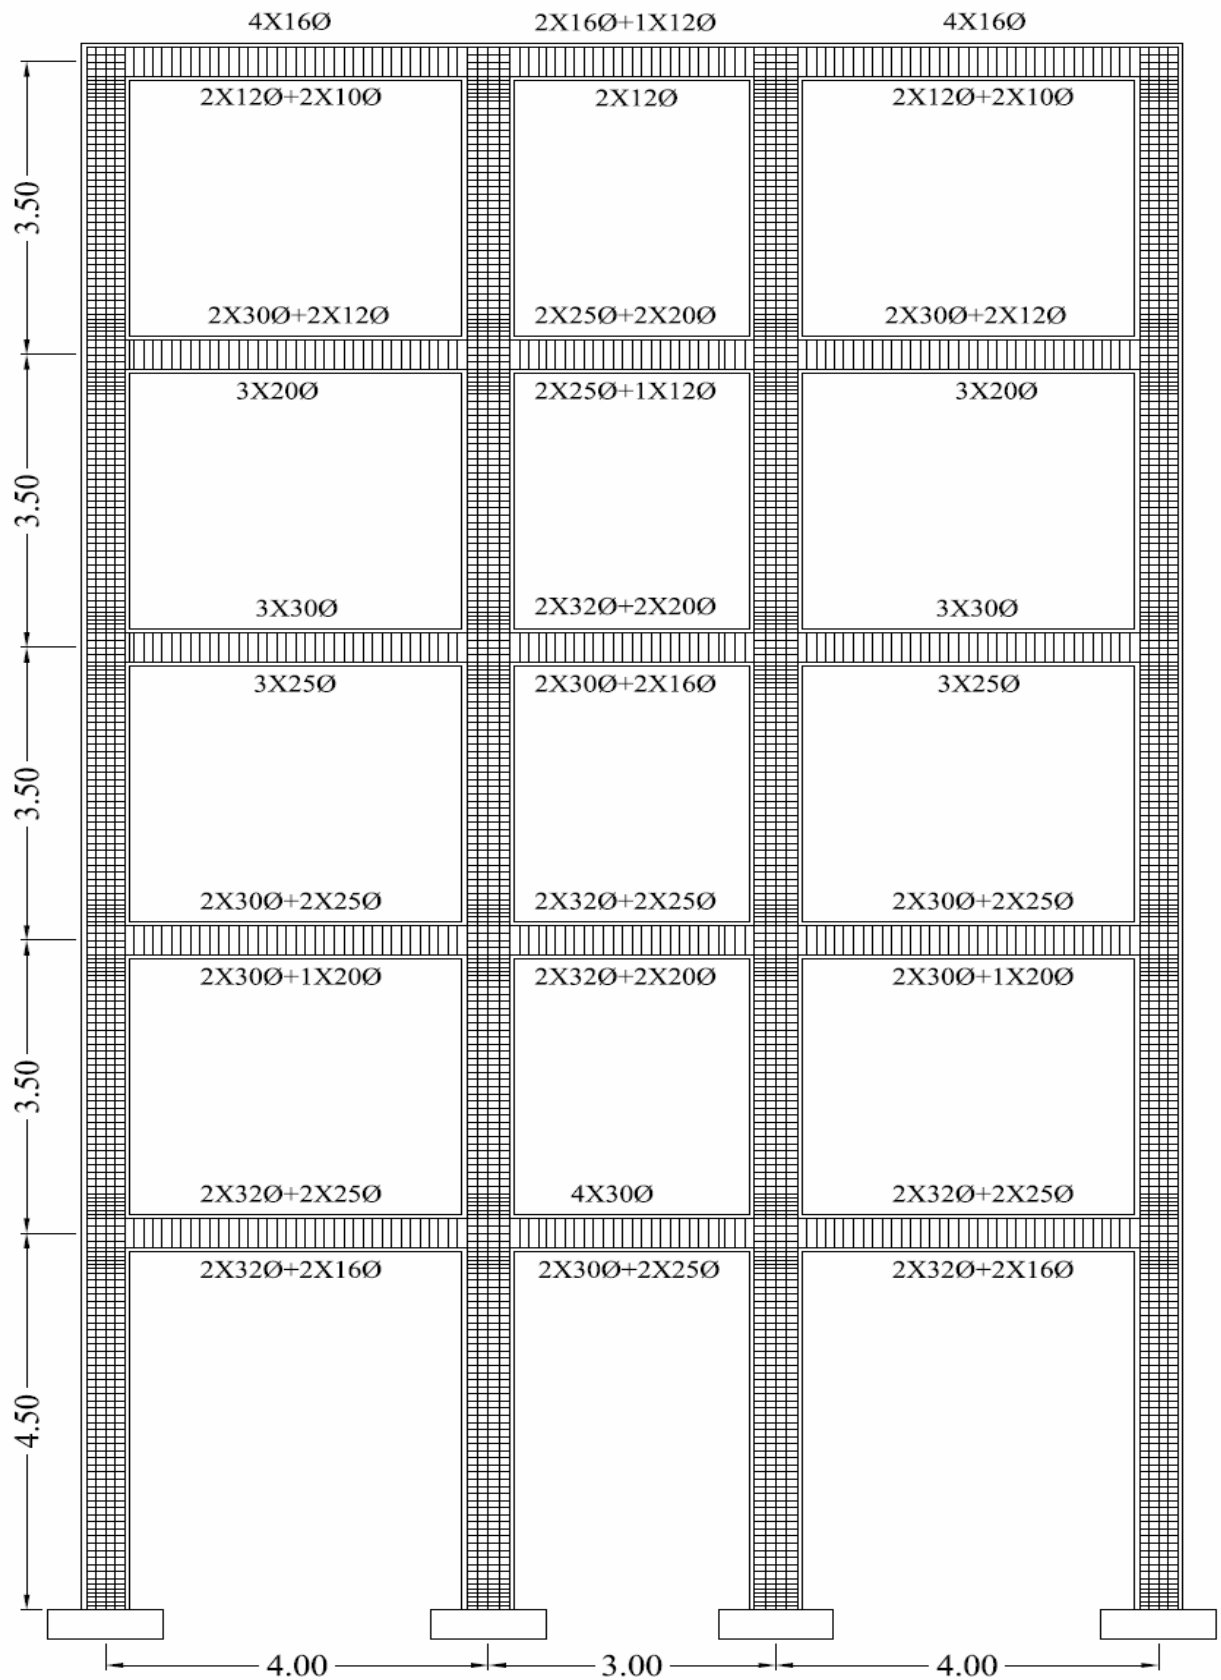 4X16Ø 2X16Ø+1X12Ø 4X16Ø
2X12Ø+2X10Ø 2X12Ø 2X12Ø+2X10Ø
3.50
2X30Ø+2X12Ø 2X25Ø+2X20Ø 2X30Ø+2X12Ø
3X20Ø 2X25Ø+1X12Ø 3X20Ø
3.50
3X30Ø 2X32Ø+2X20Ø 3X30Ø
3X25Ø 2X30Ø+2X16Ø 3X25Ø
3.50
2X30Ø+2X25Ø 2X32Ø+2X25Ø 2X30Ø+2X25Ø
2X30Ø+1X20Ø 2X32Ø+2X20Ø 2X30Ø+1X20Ø
3.50
2X32Ø+2X25Ø 4X30Ø 2X32Ø+2X25Ø
2X32Ø+2X16Ø 2X30Ø+2X25Ø 2X32Ø+2X16Ø
4.50
4.00 3.00 4.00